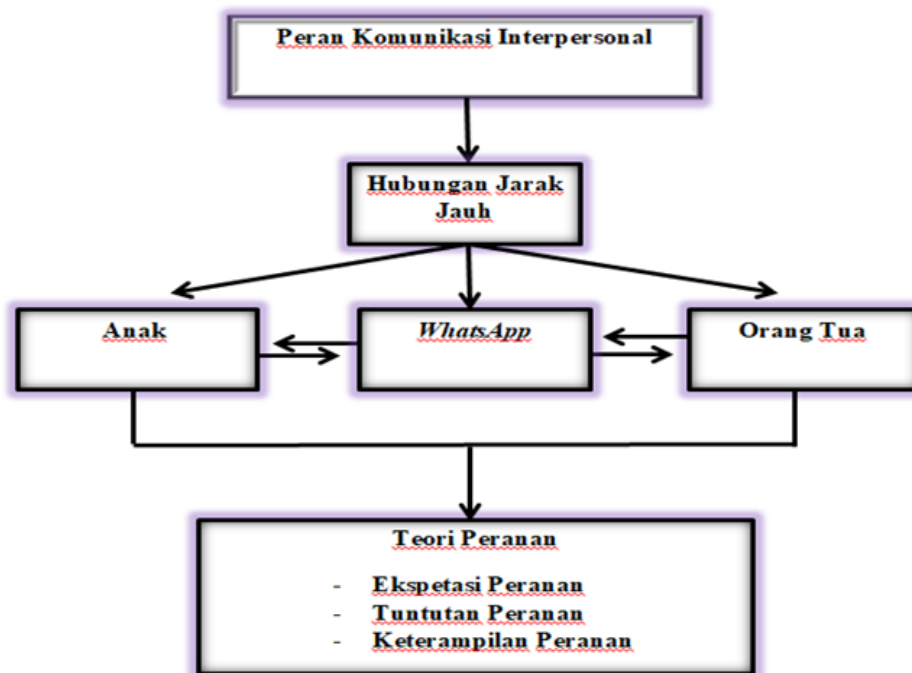 Peran Komunikasi Interpersonal
Hubungan Jarak
Jauh
Anak
WhatsApp
Orang Tua
Teori Peranan
- Ekspetasi Peranan
- Tuntutan Peranan
- Keterampilan Peranan